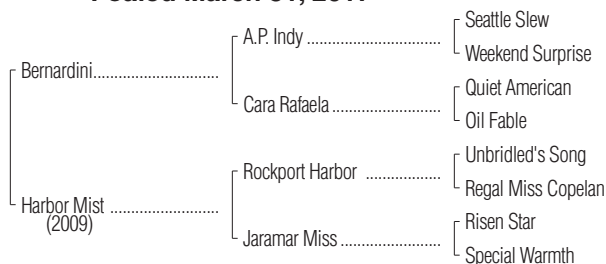 Foaled March 31, 2017
Seattle Slew
A.P. Indy
Weekend Surprise
Bernardini
Quiet American
Cara Rafaela
Oil Fable
Unbridled's Song
Rockport Harbor
Regal Miss Copelan
Harbor Mist
(2009)
Risen Star
Jaramar Miss
Special Warmth